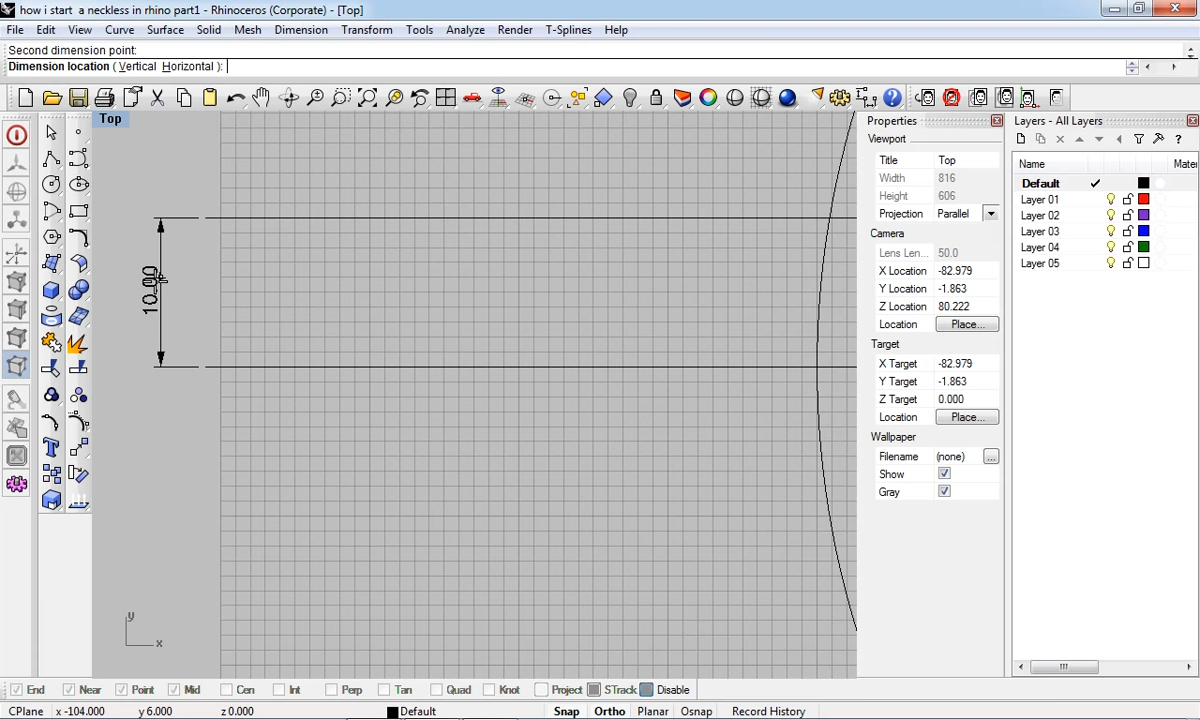 how i start a neckless in rhino part1 - Rhinoceros (Corporate) - [Top]
File Edit View Curve Surface Solid Mesh Dimension Transform Tools Analyze Render T-Splines Help
Second dimension point:
Dimension location ( Vertical Horizontal ):
Top
10.00
y
x
Properties
Viewport
Title Top
Width 816
Height 606
Projection Parallel
Camera
Lens Len... 50.0
X Location -82.979
Y Location -1.863
Z Location 80.222
Location Place...
Target
X Target -82.979
Y Target -1.863
Z Target 0.000
Location Place...
Wallpaper
Filename (none) ...
Show
Gray
Layers - All Layers
Name Mater
Default
Layer 01
Layer 02
Layer 03
Layer 04
Layer 05
End Near Point Mid Cen Int Perp Tan Quad Knot Project STrack Disable
CPlane x -104.000 y 6.000 z 0.000 Default Snap Ortho Planar Osnap Record History